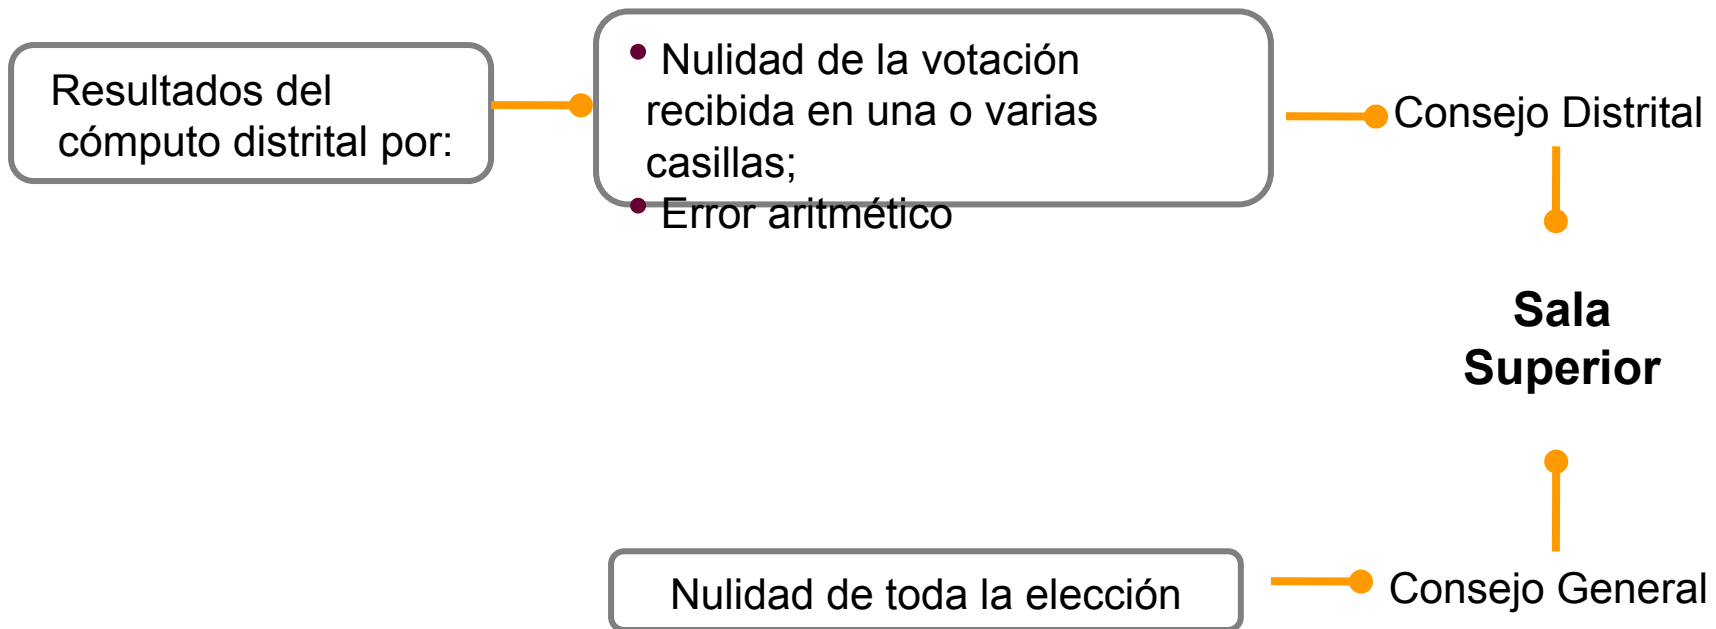 Resultados del
cómputo distrital por:
• Nulidad de la votación
recibida en una o varias
casillas;
• Error aritmético
Consejo Distrital
Sala
Superior
Nulidad de toda la elección
Consejo General